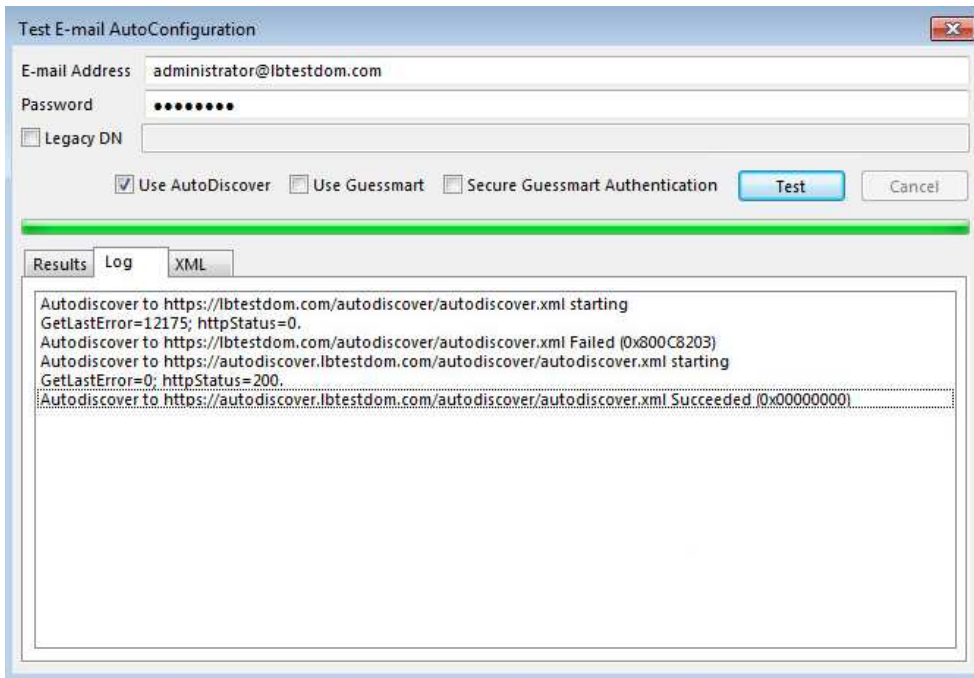 Test E-mail AutoConfiguration
E-mail Address administrator@lbtestdom.com
Password ●●●●●●●●
Legacy DN
Use AutoDiscover Use Guessmart Secure Guessmart Authentication Test Cancel
Results Log XML
Autodiscover to https://lbtestdom.com/autodiscover/autodiscover.xml starting
GetLastError=12175; httpStatus=0.
Autodiscover to https://lbtestdom.com/autodiscover/autodiscover.xml Failed (0x800C8203)
Autodiscover to https://autodiscover.lbtestdom.com/autodiscover/autodiscover.xml starting
GetLastError=0; httpStatus=200.
Autodiscover to https://autodiscover.lbtestdom.com/autodiscover/autodiscover.xml Succeeded (0x00000000)